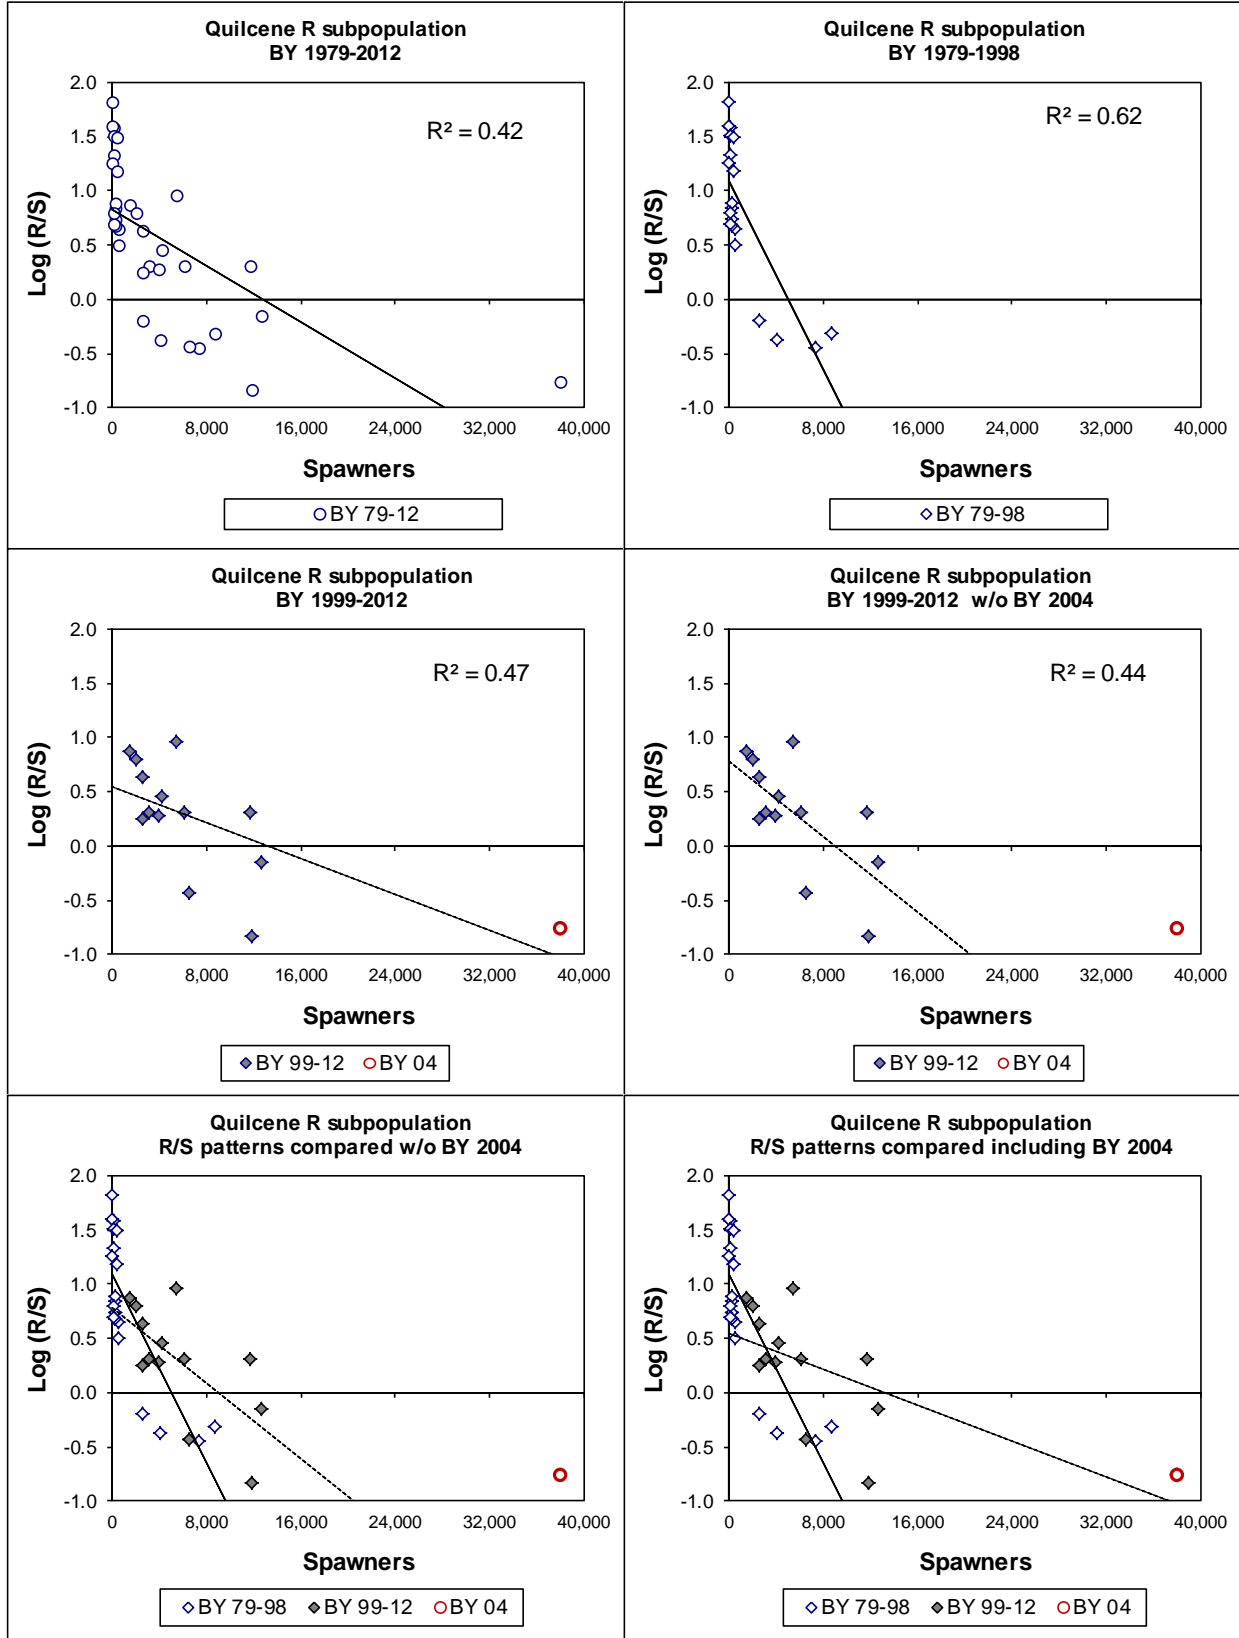 Quilcene R subpopulation
BY 1979-2012
R² = 0.42
Log (R/S)
2.0
1.5
1.0
0.5
0.0
-0.5
-1.0
0 8,000 16,000 24,000 32,000 40,000
Spawners
BY 79-12
Quilcene R subpopulation
BY 1979-1998
R² = 0.62
Log (R/S)
2.0
1.5
1.0
0.5
0.0
-0.5
-1.0
0 8,000 16,000 24,000 32,000 40,000
Spawners
BY 79-98
Quilcene R subpopulation
BY 1999-2012
R² = 0.47
Log (R/S)
2.0
1.5
1.0
0.5
0.0
-0.5
-1.0
0 8,000 16,000 24,000 32,000 40,000
Spawners
BY 99-12 BY 04
Quilcene R subpopulation
BY 1999-2012 w/o BY 2004
R² = 0.44
Log (R/S)
2.0
1.5
1.0
0.5
0.0
-0.5
-1.0
0 8,000 16,000 24,000 32,000 40,000
Spawners
BY 99-12 BY 04
Quilcene R subpopulation
R/S patterns compared w/o BY 2004
Log (R/S)
2.0
1.5
1.0
0.5
0.0
-0.5
-1.0
0 8,000 16,000 24,000 32,000 40,000
Spawners
BY 79-98 BY 99-12 BY 04
Quilcene R subpopulation
R/S patterns compared including BY 2004
Log (R/S)
2.0
1.5
1.0
0.5
0.0
-0.5
-1.0
0 8,000 16,000 24,000 32,000 40,000
Spawners
BY 79-98 BY 99-12 BY 04